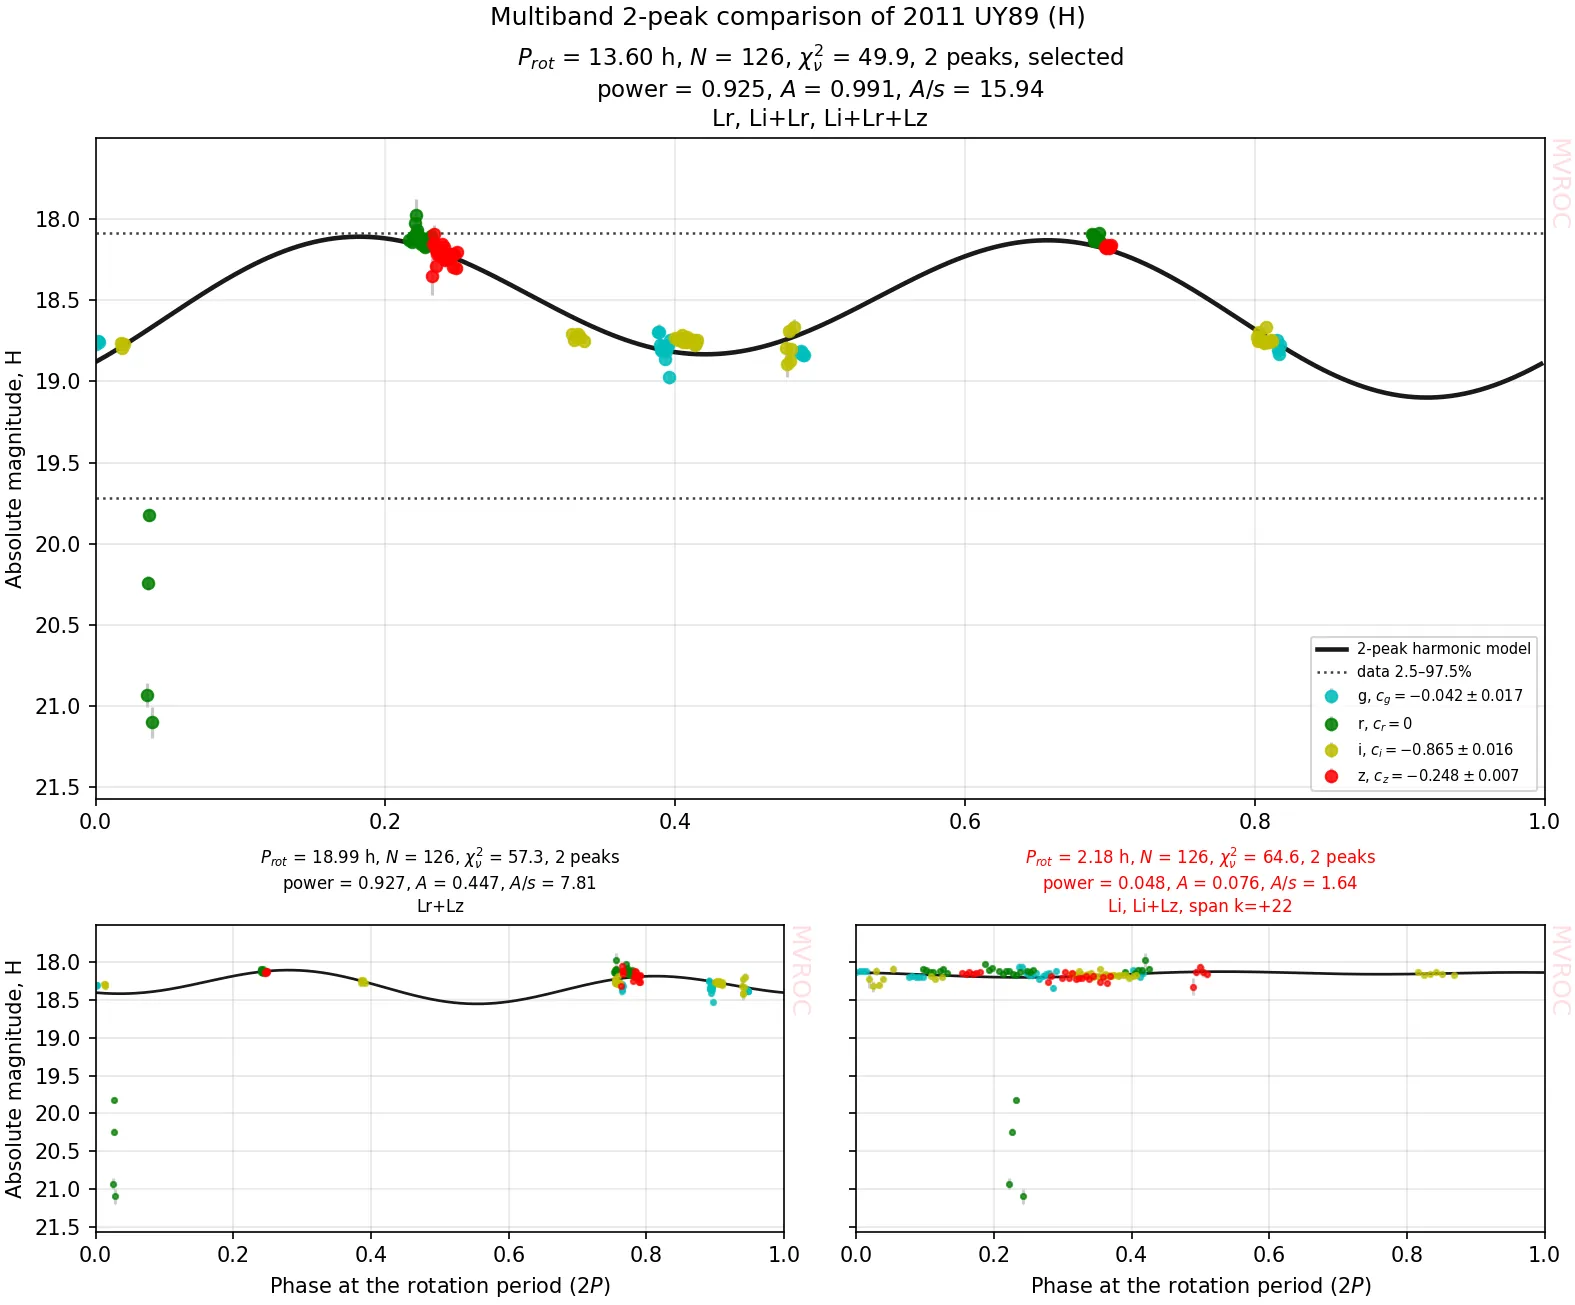 Multiband 2-peak comparison of 2011 UY89 (H)
P_rot = 13.60 h, N = 126, χ²_ν = 49.9, 2 peaks, selected
power = 0.925, A = 0.991, A/s = 15.94
Lr, Li+Lr, Li+Lr+Lz
MVROC
Absolute magnitude, H
18.0
18.5
19.0
19.5
20.0
20.5
21.0
21.5
2-peak harmonic model
data 2.5–97.5%
g, c_g = −0.042 ± 0.017
r, c_r = 0
i, c_i = −0.865 ± 0.016
z, c_z = −0.248 ± 0.007
0.0 0.2 0.4 0.6 0.8 1.0
P_rot = 18.99 h, N = 126, χ²_ν = 57.3, 2 peaks
power = 0.927, A = 0.447, A/s = 7.81
Lr+Lz
MVROC
Absolute magnitude, H
18.0
18.5
19.0
19.5
20.0
20.5
21.0
21.5
0.0 0.2 0.4 0.6 0.8 1.0
Phase at the rotation period (2P)
P_rot = 2.18 h, N = 126, χ²_ν = 64.6, 2 peaks
power = 0.048, A = 0.076, A/s = 1.64
Li, Li+Lz, span k=+22
MVROC
0.0 0.2 0.4 0.6 0.8 1.0
Phase at the rotation period (2P)